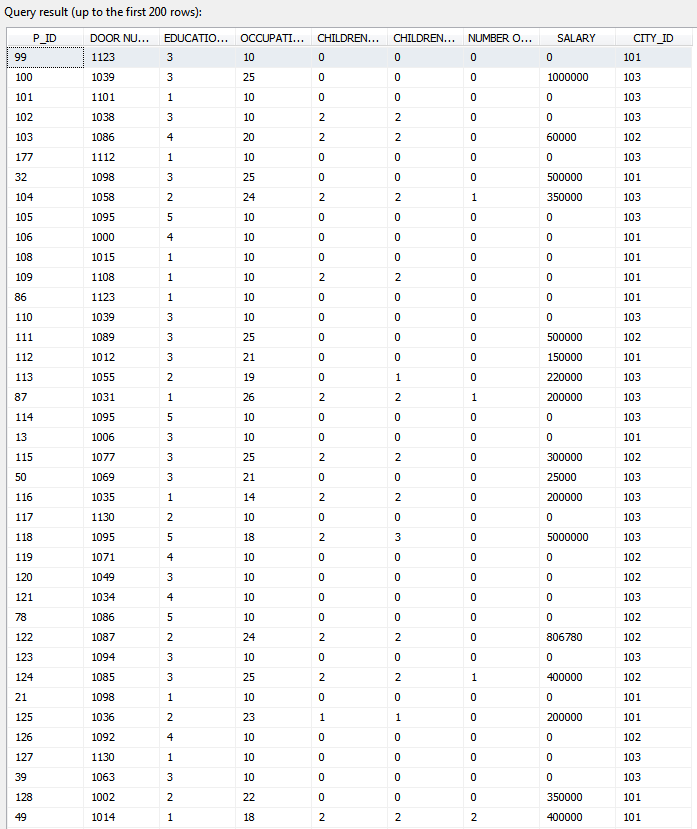 Query result (up to the first 200 rows):
P_ID DOOR NU... EDUCATIO... OCCUPATI... CHILDREN... CHILDREN... NUMBER O... SALARY CITY_ID
99 1123 3 10 0 0 0 0 101
100 1039 3 25 0 0 0 1000000 103
101 1101 1 10 0 0 0 0 103
102 1038 3 10 2 2 0 0 103
103 1086 4 20 2 2 0 60000 102
177 1112 1 10 0 0 0 0 103
32 1098 3 25 0 0 0 500000 101
104 1058 2 24 2 2 1 350000 103
105 1095 5 10 0 0 0 0 103
106 1000 4 10 0 0 0 0 101
108 1015 1 10 0 0 0 0 101
109 1108 1 10 2 2 0 0 101
86 1123 1 10 0 0 0 0 101
110 1039 3 10 0 0 0 0 103
111 1089 3 25 0 0 0 500000 102
112 1012 3 21 0 0 0 150000 101
113 1055 2 19 0 1 0 220000 103
87 1031 1 26 2 2 1 200000 103
114 1095 5 10 0 0 0 0 103
13 1006 3 10 0 0 0 0 101
115 1077 3 25 2 2 0 300000 102
50 1069 3 21 0 0 0 25000 103
116 1035 1 14 2 2 0 200000 103
117 1130 2 10 0 0 0 0 103
118 1095 5 18 2 3 0 5000000 103
119 1071 4 10 0 0 0 0 102
120 1049 3 10 0 0 0 0 102
121 1034 4 10 0 0 0 0 103
78 1086 5 10 0 0 0 0 102
122 1087 2 24 2 2 0 806780 102
123 1094 3 10 0 0 0 0 103
124 1085 3 25 2 2 1 400000 102
21 1098 1 10 0 0 0 0 101
125 1036 2 23 1 1 0 200000 101
126 1092 4 10 0 0 0 0 102
127 1130 1 10 0 0 0 0 103
39 1063 3 10 0 0 0 0 103
128 1002 2 22 0 0 0 350000 101
49 1014 1 18 2 2 2 400000 101